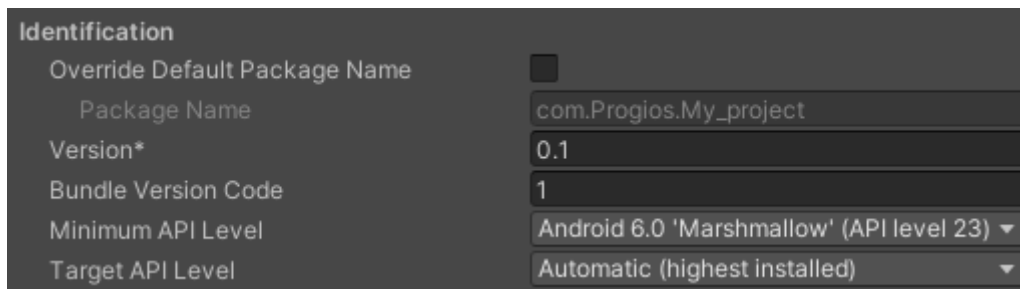 Identification
Override Default Package Name
Package Name com.Progios.My_project
Version* 0.1
Bundle Version Code 1
Minimum API Level Android 6.0 'Marshmallow' (API level 23)
Target API Level Automatic (highest installed)